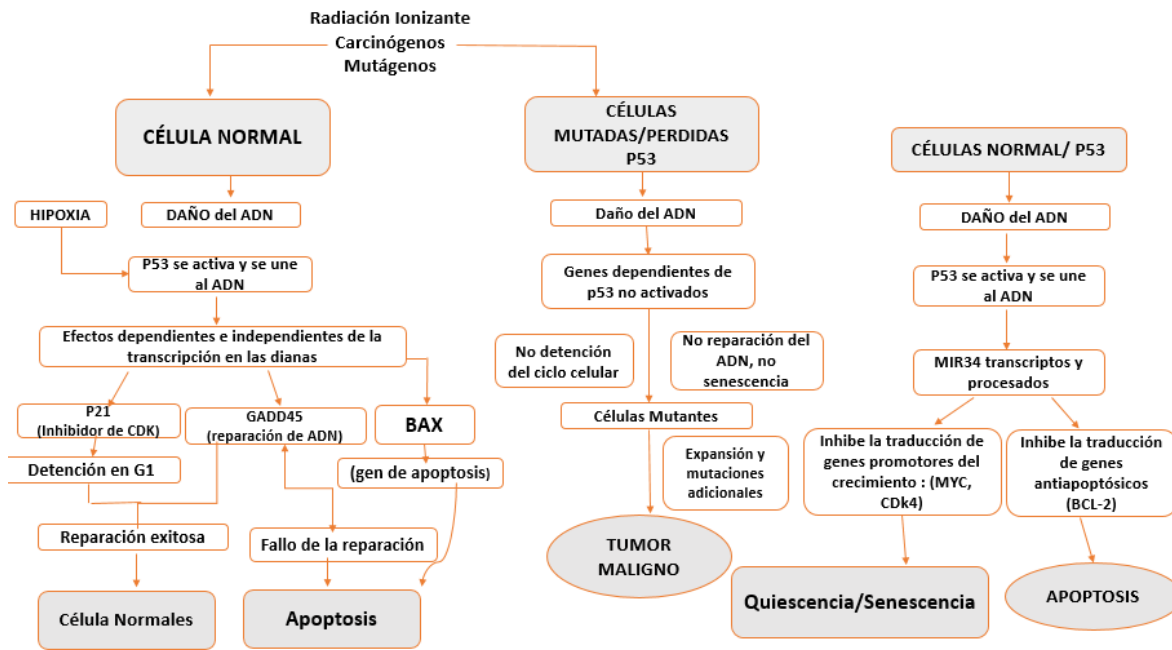 Radiación Ionizante
Carcinógenos
Mutágenos
CÉLULA NORMAL
HIPOXIA
DAÑO del ADN
P53 se activa y se une
al ADN
Efectos dependientes e independientes de la
transcripción en las dianas
P21
(Inhibidor de CDK)
GADD45
(reparación de ADN)
BAX
Detención en G1
(gen de apoptosis)
Reparación exitosa
Fallo de la reparación
Célula Normales
Apoptosis
CÉLULAS
MUTADAS/PERDIDAS
P53
Daño del ADN
Genes dependientes de
p53 no activados
No detención
del ciclo celular
No reparación del
ADN, no
senescencia
Células Mutantes
Expansión y
mutaciones
adicionales
TUMOR
MALIGNO
CÉLULAS NORMAL/ P53
DAÑO del ADN
P53 se activa y se une
al ADN
MIR34 transcriptos y
procesados
Inhibe la traducción de
genes promotores del
crecimiento : (MYC,
CDk4)
Inhibe la traducción
de genes
antiapoptósicos
(BCL-2)
Quiescencia/Senescencia
APOPTOSIS